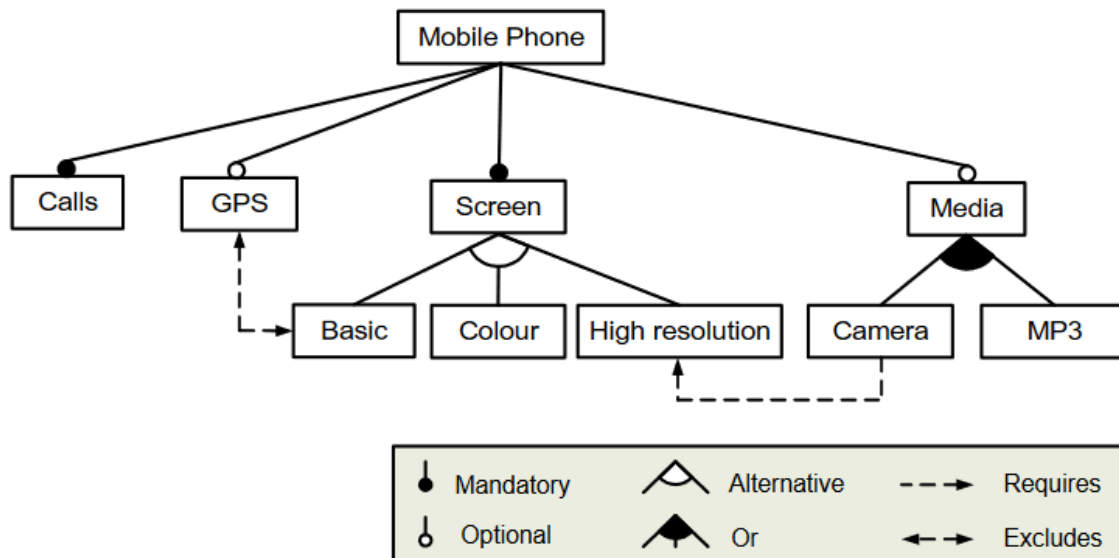 Mobile Phone
Calls
GPS
Screen
Media
Basic
Colour
High resolution
Camera
MP3
Mandatory
Alternative
Requires
Optional
Or
Excludes